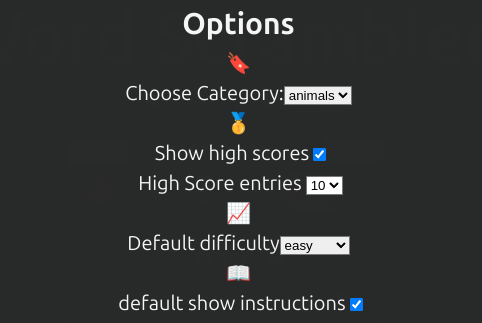 Options
Choose Category: animals
Show high scores
High Score entries 10
Default difficulty easy
default show instructions